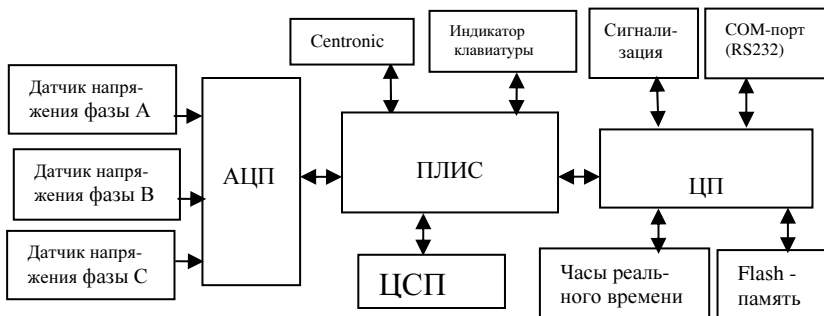 Centronic
Индикатор
клавиатуры
Сигнали-
зация
COM-порт
(RS232)
Датчик напря-
жения фазы А
Датчик напря-
жения фазы В
Датчик напря-
жения фазы С
АЦП
ПЛИС
ЦП
ЦСП
Часы реаль-
ного времени
Flash -
память